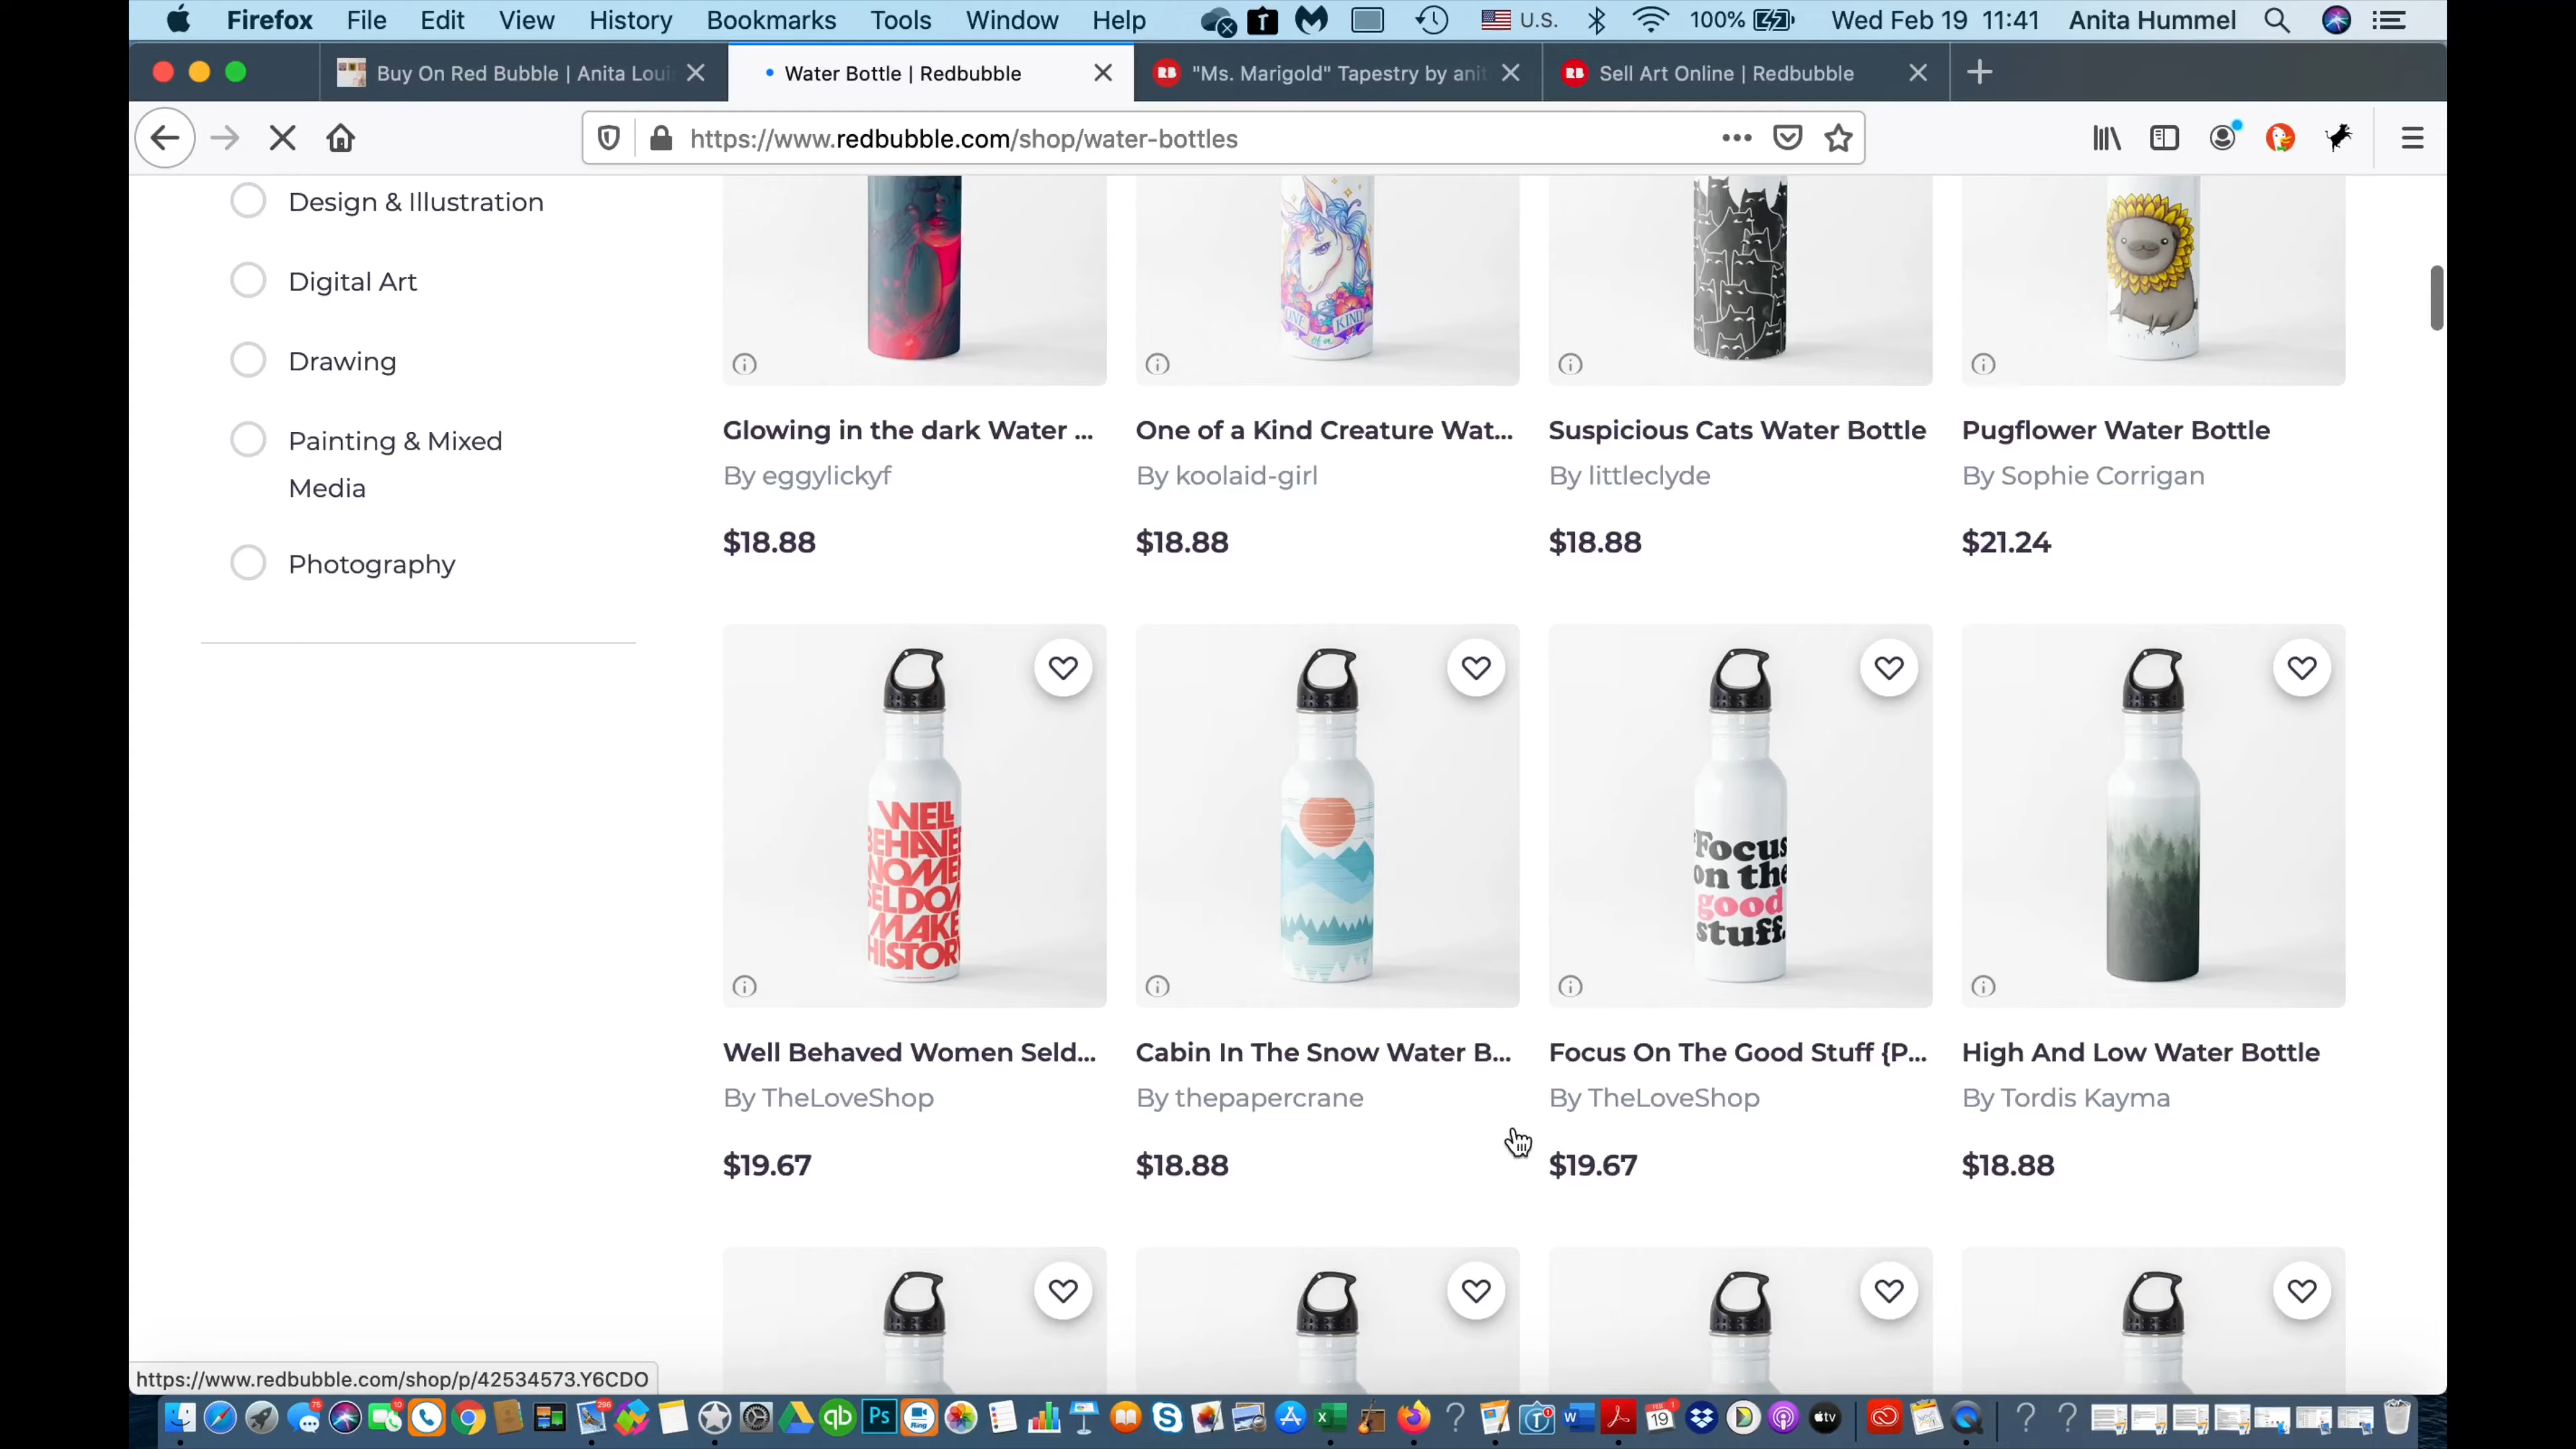 Firefox File Edit View History Bookmarks Tools Window Help U.S. 100% Wed Feb 19 11:41 Anita Hummel
Buy On Red Bubble | Anita Loui
Water Bottle | Redbubble
"Ms. Marigold" Tapestry by anit
Sell Art Online | Redbubble
https://www.redbubble.com/shop/water-bottles
Design & Illustration
Digital Art
Drawing
Painting & Mixed
Media
Photography
ONE KIND
of a
Glowing in the dark Water ...
By eggylickyf
$18.88
One of a Kind Creature Wat...
By koolaid-girl
$18.88
Suspicious Cats Water Bottle
By littleclyde
$18.88
Pugflower Water Bottle
By Sophie Corrigan
$21.24
WELL
BEHAVE
NOME
SELDOM
MAKE
HISTORY
Focus
on the
good
stuff.
Well Behaved Women Seld...
By TheLoveShop
$19.67
Cabin In The Snow Water B...
By thepapercrane
$18.88
Focus On The Good Stuff {P...
By TheLoveShop
$19.67
High And Low Water Bottle
By Tordis Kayma
$18.88
https://www.redbubble.com/shop/p/42534573.Y6CDO